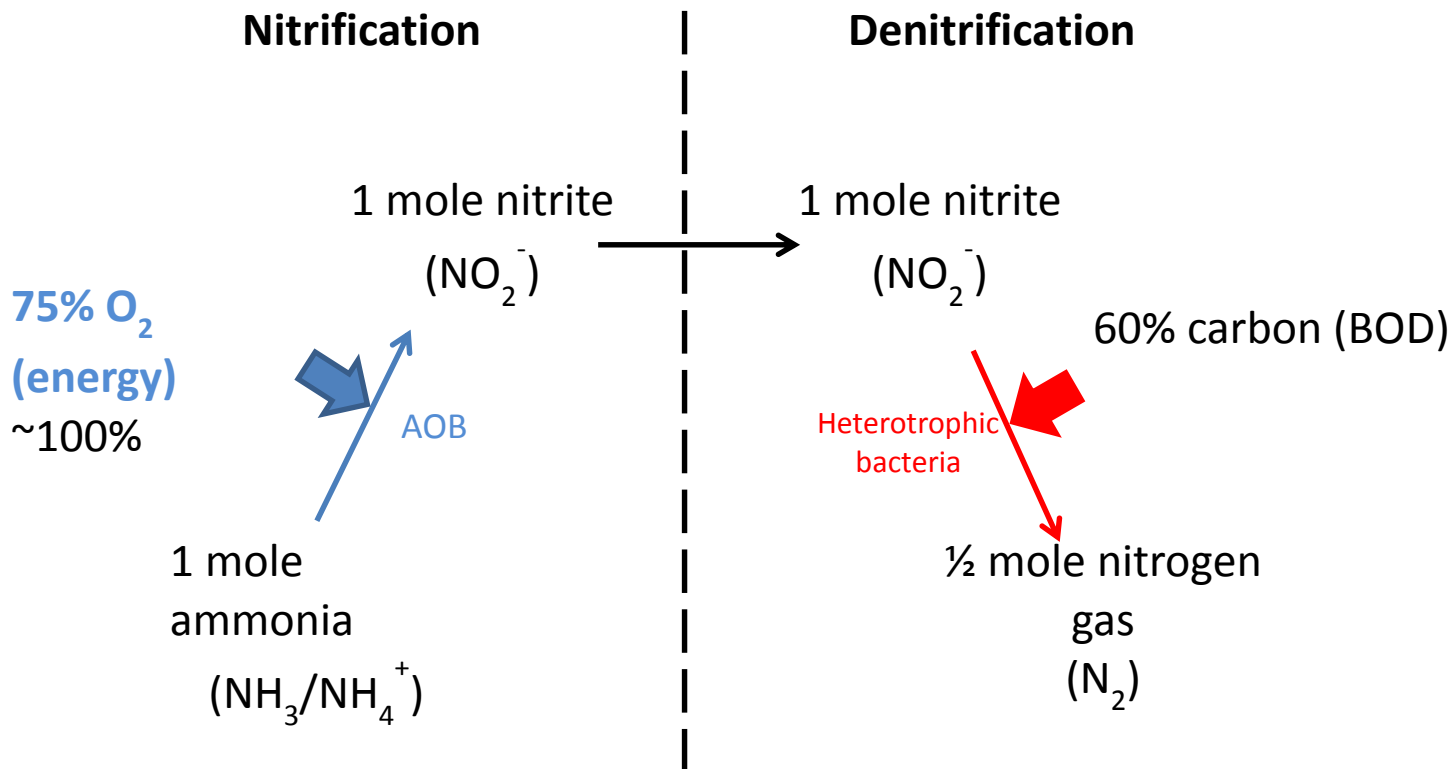 Nitrification
Denitrification
1 mole nitrite
(NO₂⁻)
1 mole nitrite
(NO₂⁻)
75% O₂
(energy)
~100%
AOB
60% carbon (BOD)
Heterotrophic
bacteria
1 mole
ammonia
(NH₃/NH₄⁺)
½ mole nitrogen
gas
(N₂)